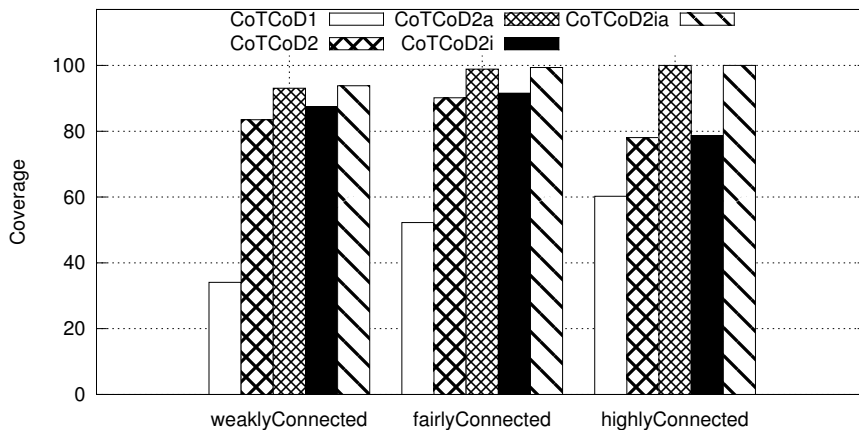 CoTCoD1 CoTCoD2a CoTCoD2ia
CoTCoD2 CoTCoD2i
100
80
60
40
20
0
Coverage
weaklyConnected fairlyConnected highlyConnected